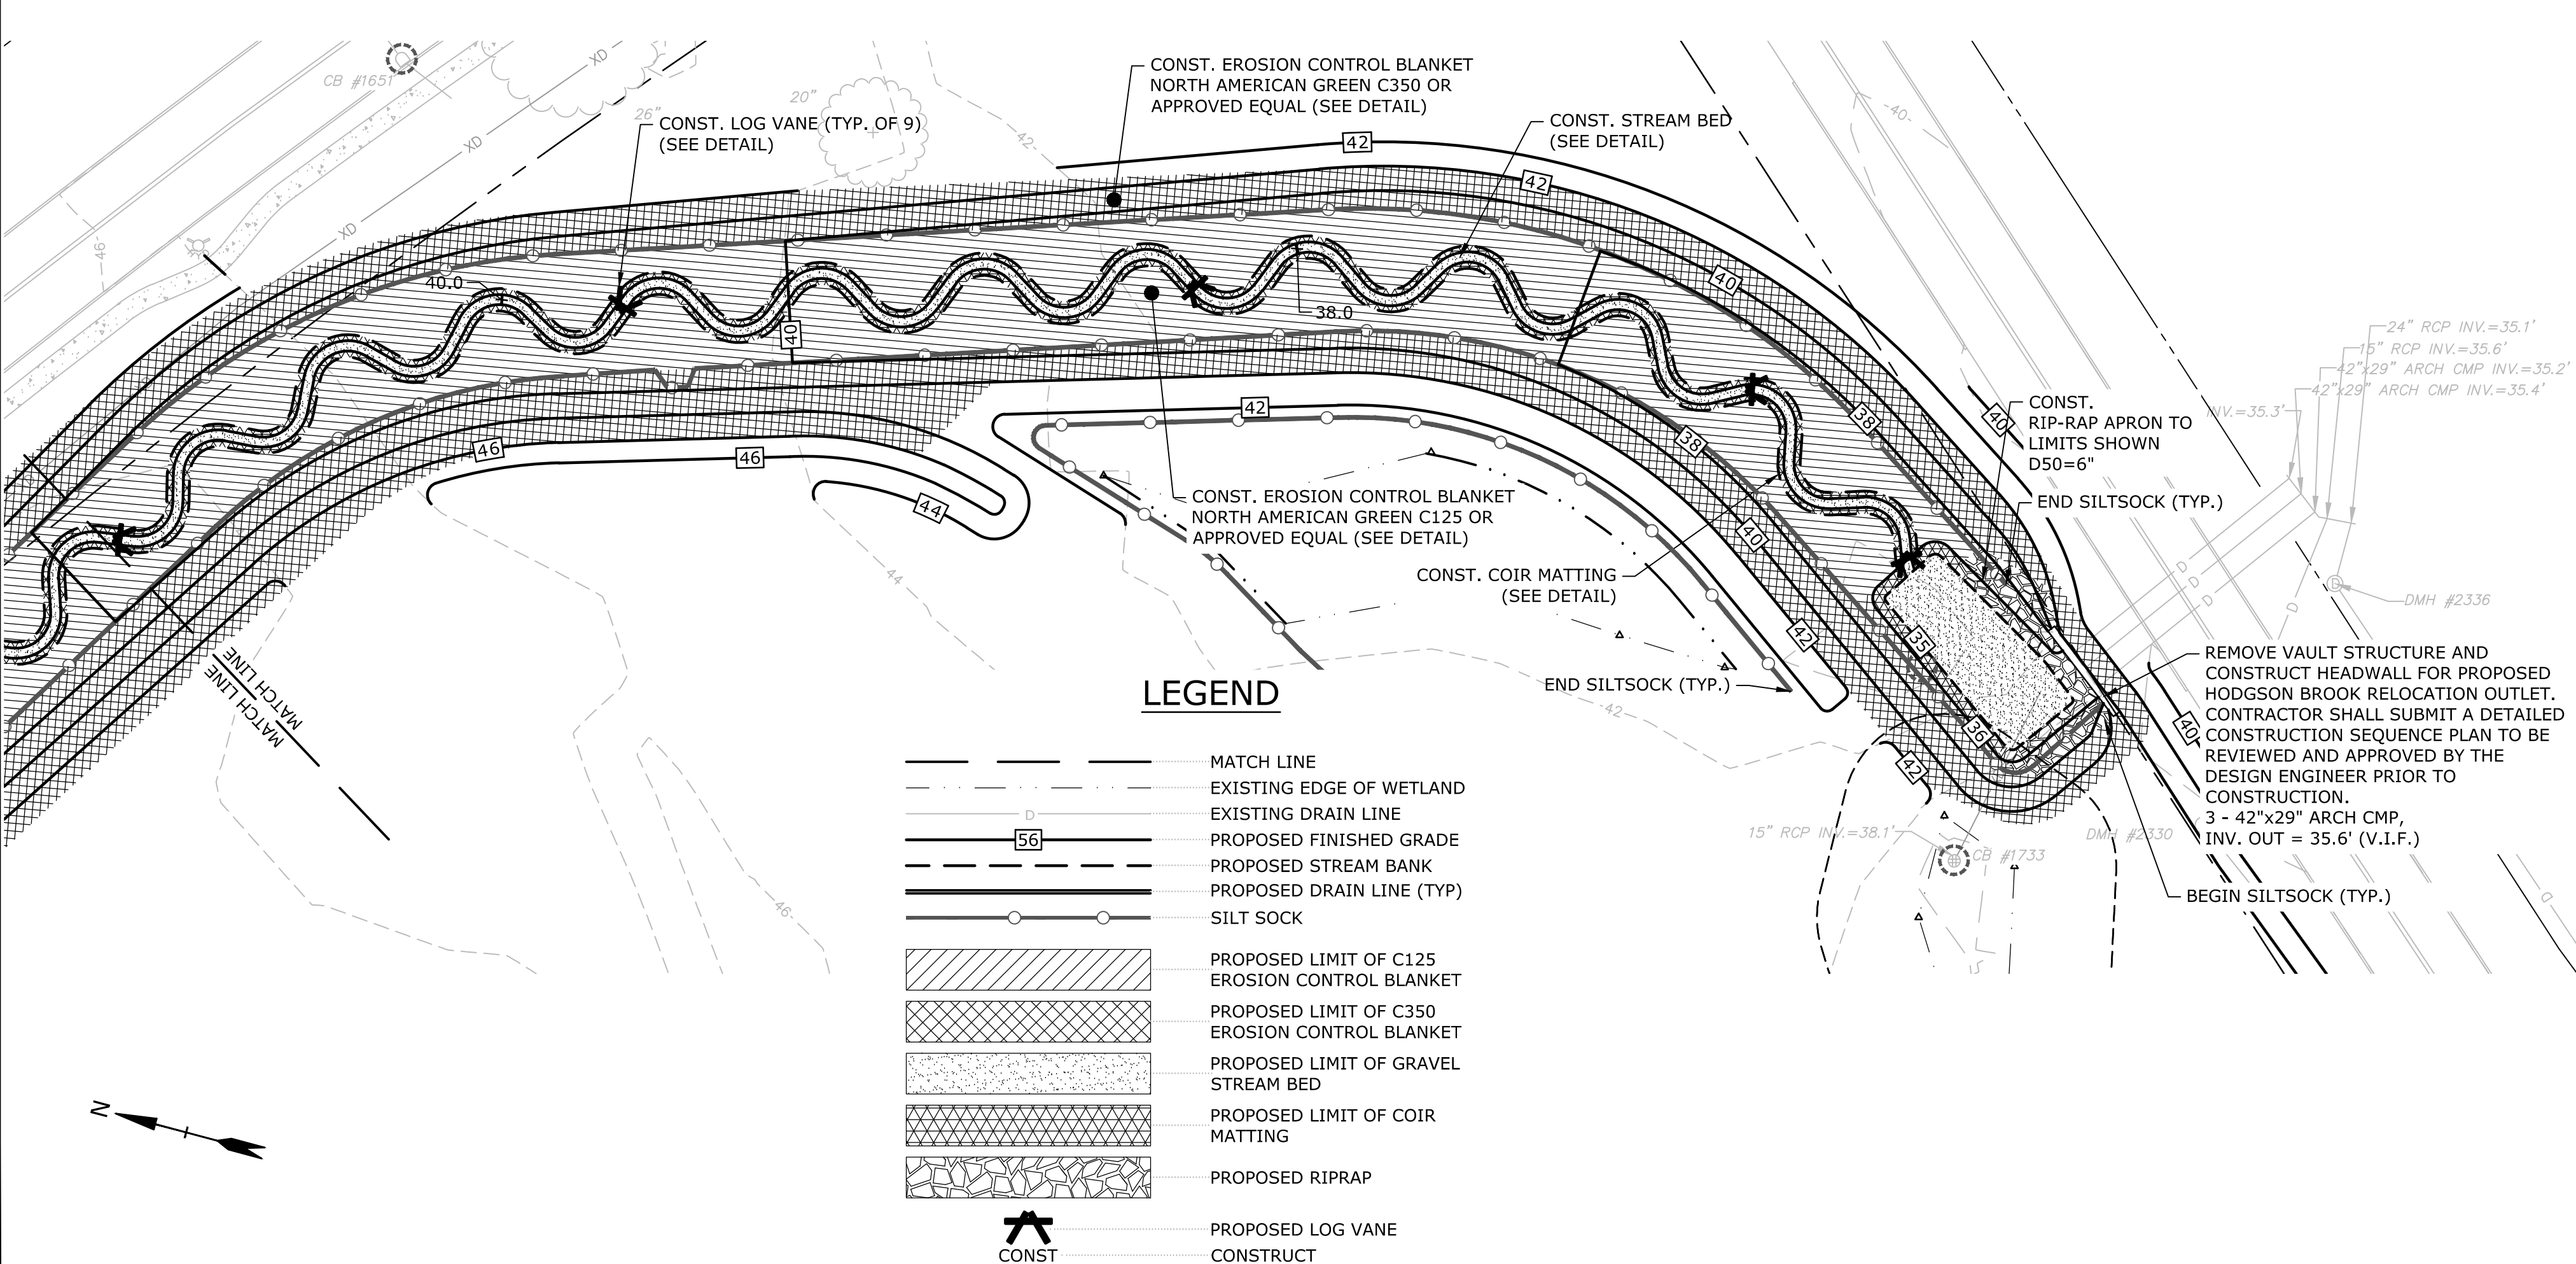 CB #1651
XD
XD
XD
26"
20"
CONST. LOG VANE (TYP. OF 9)
(SEE DETAIL)
CONST. EROSION CONTROL BLANKET
NORTH AMERICAN GREEN C350 OR
APPROVED EQUAL (SEE DETAIL)
CONST. STREAM BED
(SEE DETAIL)
-42-
-40-
-46-
42
42
40
40.0
40
38.0
38
38
40
42
42
46
46
44
44
CONST. EROSION CONTROL BLANKET
NORTH AMERICAN GREEN C125 OR
APPROVED EQUAL (SEE DETAIL)
CONST. COIR MATTING
(SEE DETAIL)
CONST.
RIP-RAP APRON TO
LIMITS SHOWN
D50=6"
40
END SILTSOCK (TYP.)
24" RCP INV.=35.1'
15" RCP INV.=35.6'
42"x29" ARCH CMP INV.=35.2'
42"x29" ARCH CMP INV.=35.4'
INV.=35.3'
D
D
D
D
D
DMH #2336
35
36
42
40
END SILTSOCK (TYP.)
-42-
REMOVE VAULT STRUCTURE AND
CONSTRUCT HEADWALL FOR PROPOSED
HODGSON BROOK RELOCATION OUTLET.
CONTRACTOR SHALL SUBMIT A DETAILED
CONSTRUCTION SEQUENCE PLAN TO BE
REVIEWED AND APPROVED BY THE
DESIGN ENGINEER PRIOR TO
CONSTRUCTION.
3 - 42"x29" ARCH CMP,
INV. OUT = 35.6' (V.I.F.)
15" RCP INV.=38.1'
CB #1733
DMH #2330
BEGIN SILTSOCK (TYP.)
D
MATCH LINE
MATCH LINE
-46-
N
LEGEND
MATCH LINE
EXISTING EDGE OF WETLAND
D
EXISTING DRAIN LINE
56
PROPOSED FINISHED GRADE
PROPOSED STREAM BANK
PROPOSED DRAIN LINE (TYP)
SILT SOCK
PROPOSED LIMIT OF C125
EROSION CONTROL BLANKET
PROPOSED LIMIT OF C350
EROSION CONTROL BLANKET
PROPOSED LIMIT OF GRAVEL
STREAM BED
PROPOSED LIMIT OF COIR
MATTING
PROPOSED RIPRAP
PROPOSED LOG VANE
CONST
CONSTRUCT